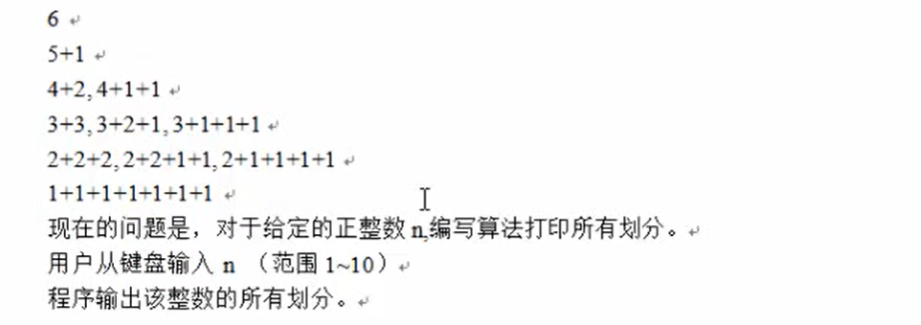 6
5+1
4+2, 4+1+1
3+3, 3+2+1, 3+1+1+1
2+2+2, 2+2+1+1, 2+1+1+1+1
1+1+1+1+1+1+1
现在的问题是，对于给定的正整数 n,编写算法打印所有划分。
用户从键盘输入 n （范围 1~10）
程序输出该整数的所有划分。